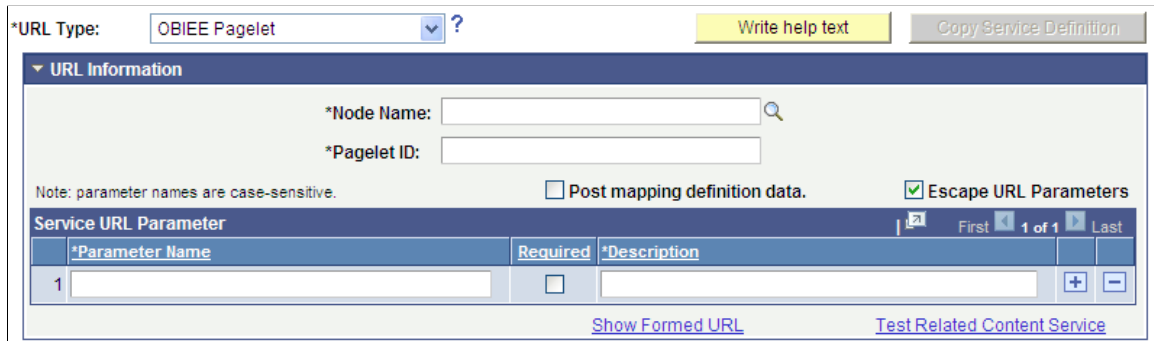 *URL Type: OBIEE Pagelet ? Write help text Copy Service Definition
URL Information
*Node Name:
*Pagelet ID:
Note: parameter names are case-sensitive. Post mapping definition data. Escape URL Parameters
Service URL Parameter | First 1 of 1 Last
*Parameter Name Required *Description
1
Show Formed URL Test Related Content Service